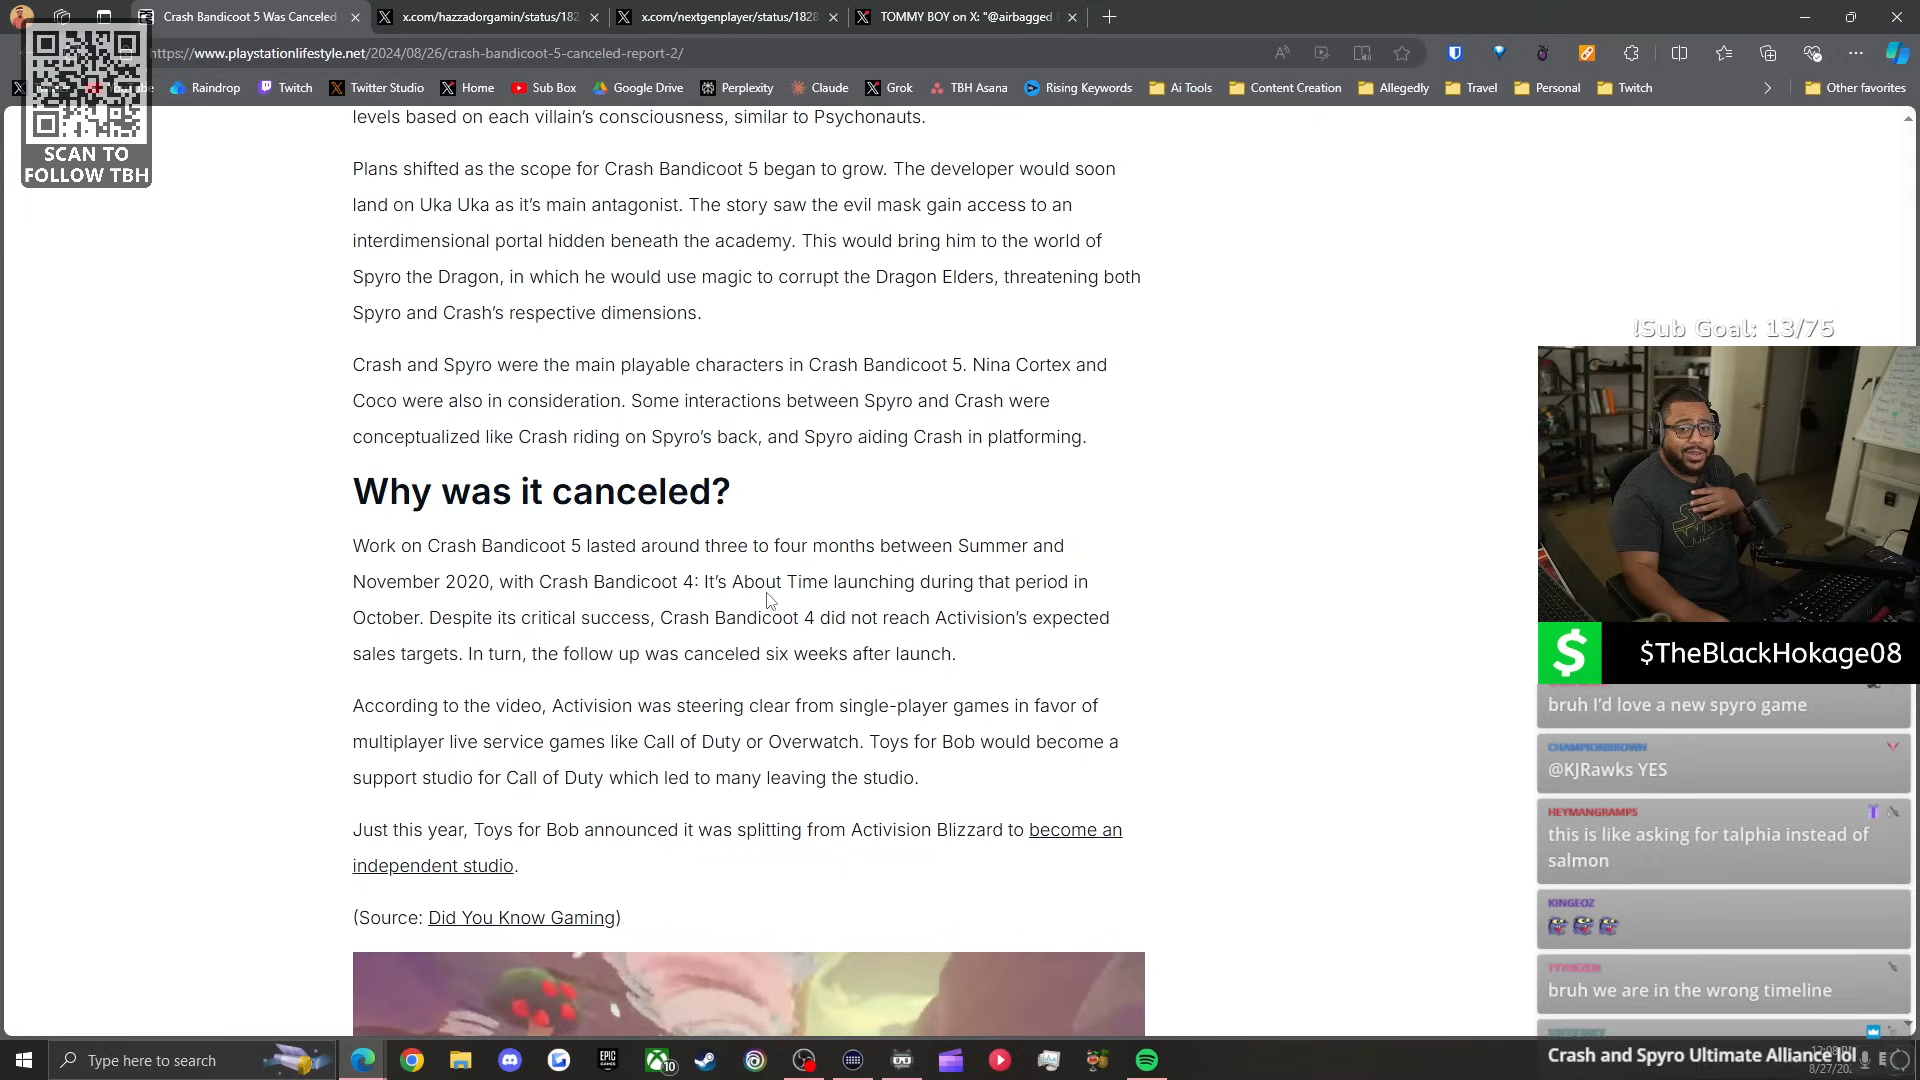 Crash Bandicoot 5 Was Canceled
x.com/hazzadorgamin/status/182
x.com/nextgenplayer/status/1828
TOMMY BOY on X: "@airbagged
https://www.playstationlifestyle.net/2024/08/26/crash-bandicoot-5-canceled-report-2/
Raindrop
Twitch
Twitter Studio
Home
Sub Box
Google Drive
Perplexity
Claude
Grok
TBH Asana
Rising Keywords
Ai Tools
Content Creation
Allegedly
Travel
Personal
Twitch
Other favorites
SCAN TO
FOLLOW TBH
levels based on each villain's consciousness, similar to Psychonauts.
Plans shifted as the scope for Crash Bandicoot 5 began to grow. The developer would soon
land on Uka Uka as it's main antagonist. The story saw the evil mask gain access to an
interdimensional portal hidden beneath the academy. This would bring him to the world of
Spyro the Dragon, in which he would use magic to corrupt the Dragon Elders, threatening both
Spyro and Crash's respective dimensions.
Crash and Spyro were the main playable characters in Crash Bandicoot 5. Nina Cortex and
Coco were also in consideration. Some interactions between Spyro and Crash were
conceptualized like Crash riding on Spyro's back, and Spyro aiding Crash in platforming.
Why was it canceled?
Work on Crash Bandicoot 5 lasted around three to four months between Summer and
November 2020, with Crash Bandicoot 4: It's About Time launching during that period in
October. Despite its critical success, Crash Bandicoot 4 did not reach Activision's expected
sales targets. In turn, the follow up was canceled six weeks after launch.
According to the video, Activision was steering clear from single-player games in favor of
multiplayer live service games like Call of Duty or Overwatch. Toys for Bob would become a
support studio for Call of Duty which led to many leaving the studio.
Just this year, Toys for Bob announced it was splitting from Activision Blizzard to become an
independent studio.
(Source: Did You Know Gaming)
!Sub Goal: 13/75
$TheBlackHokage08
bruh I'd love a new spyro game
CHAMPIONBROWN
@KJRawks YES
HEYMANGRAMPS
this is like asking for talphia instead of
salmon
KINGEOZ
bruh we are in the wrong timeline
Crash and Spyro Ultimate Alliance lol
Type here to search
EPIC
GAMES
10